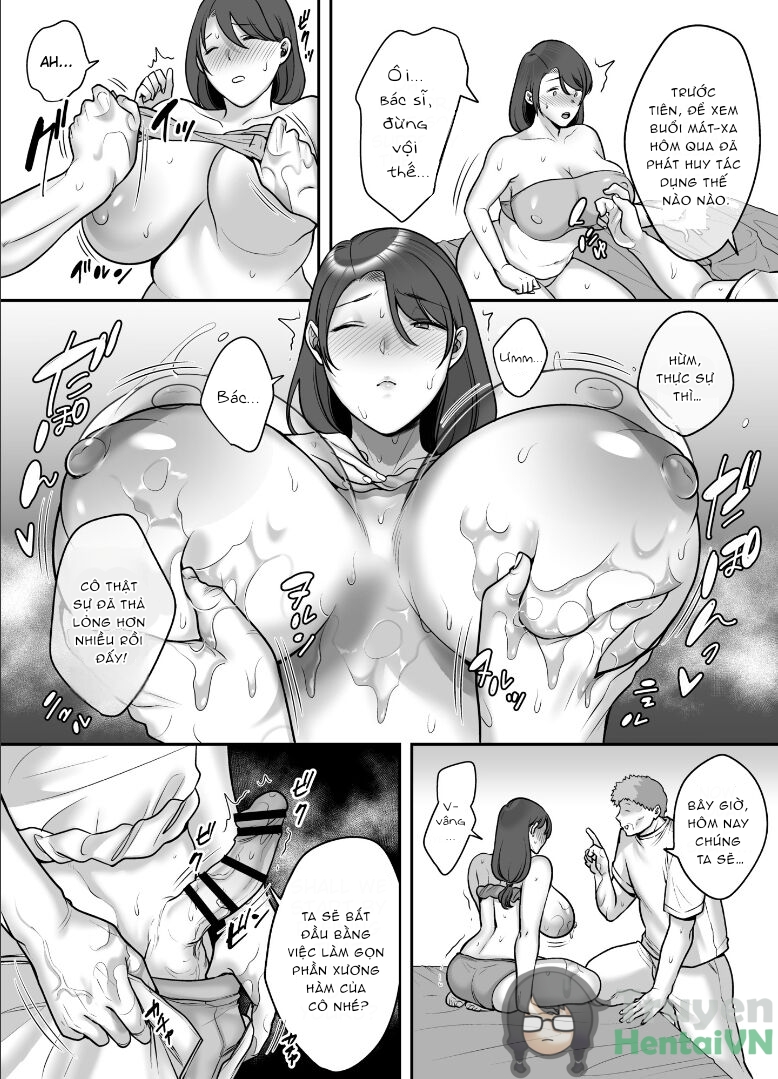 TRƯỚC
TIÊN, ĐỂ XEM
BUỔI MÁT-XA
HÔM QUA ĐÃ
PHÁT HUY TÁC
DỤNG THẾ
NÀO NÀO.
Ôi...
Bác sĩ,
đừng
vội
thế...
AH...
HỪM,
THỰC SỰ
THÌ...
Ưmm...
Bác...
CÔ THẬT
SỰ ĐÃ THẢ
LỎNG HƠN
NHIỀU RỒI
ĐẤY!
BÂY GIỜ,
HÔM NAY
CHÚNG
TA SẼ...
V-
vâng
...
TA SẼ BẮT
ĐẦU BẰNG
VIỆC LÀM GỌN
PHẦN XƯƠNG
HÀM CỦA
CÔ NHÉ?
Truyen
HentaiVN